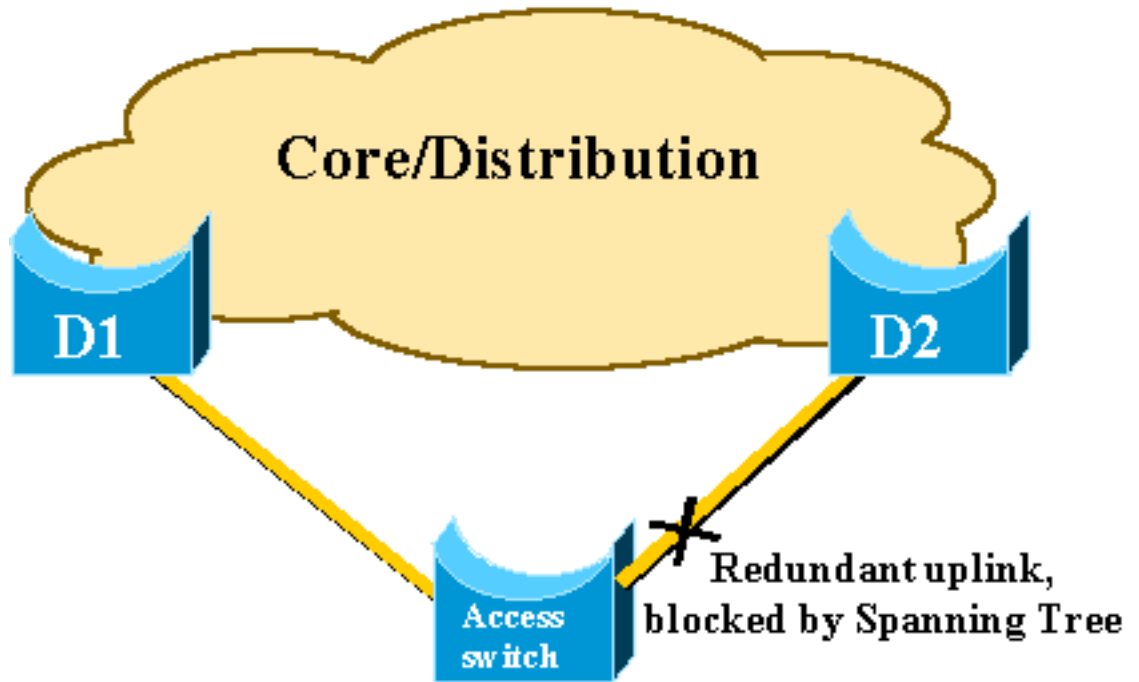 Core/Distribution
D1
D2
Access
switch
Redundant uplink,
blocked by Spanning Tree